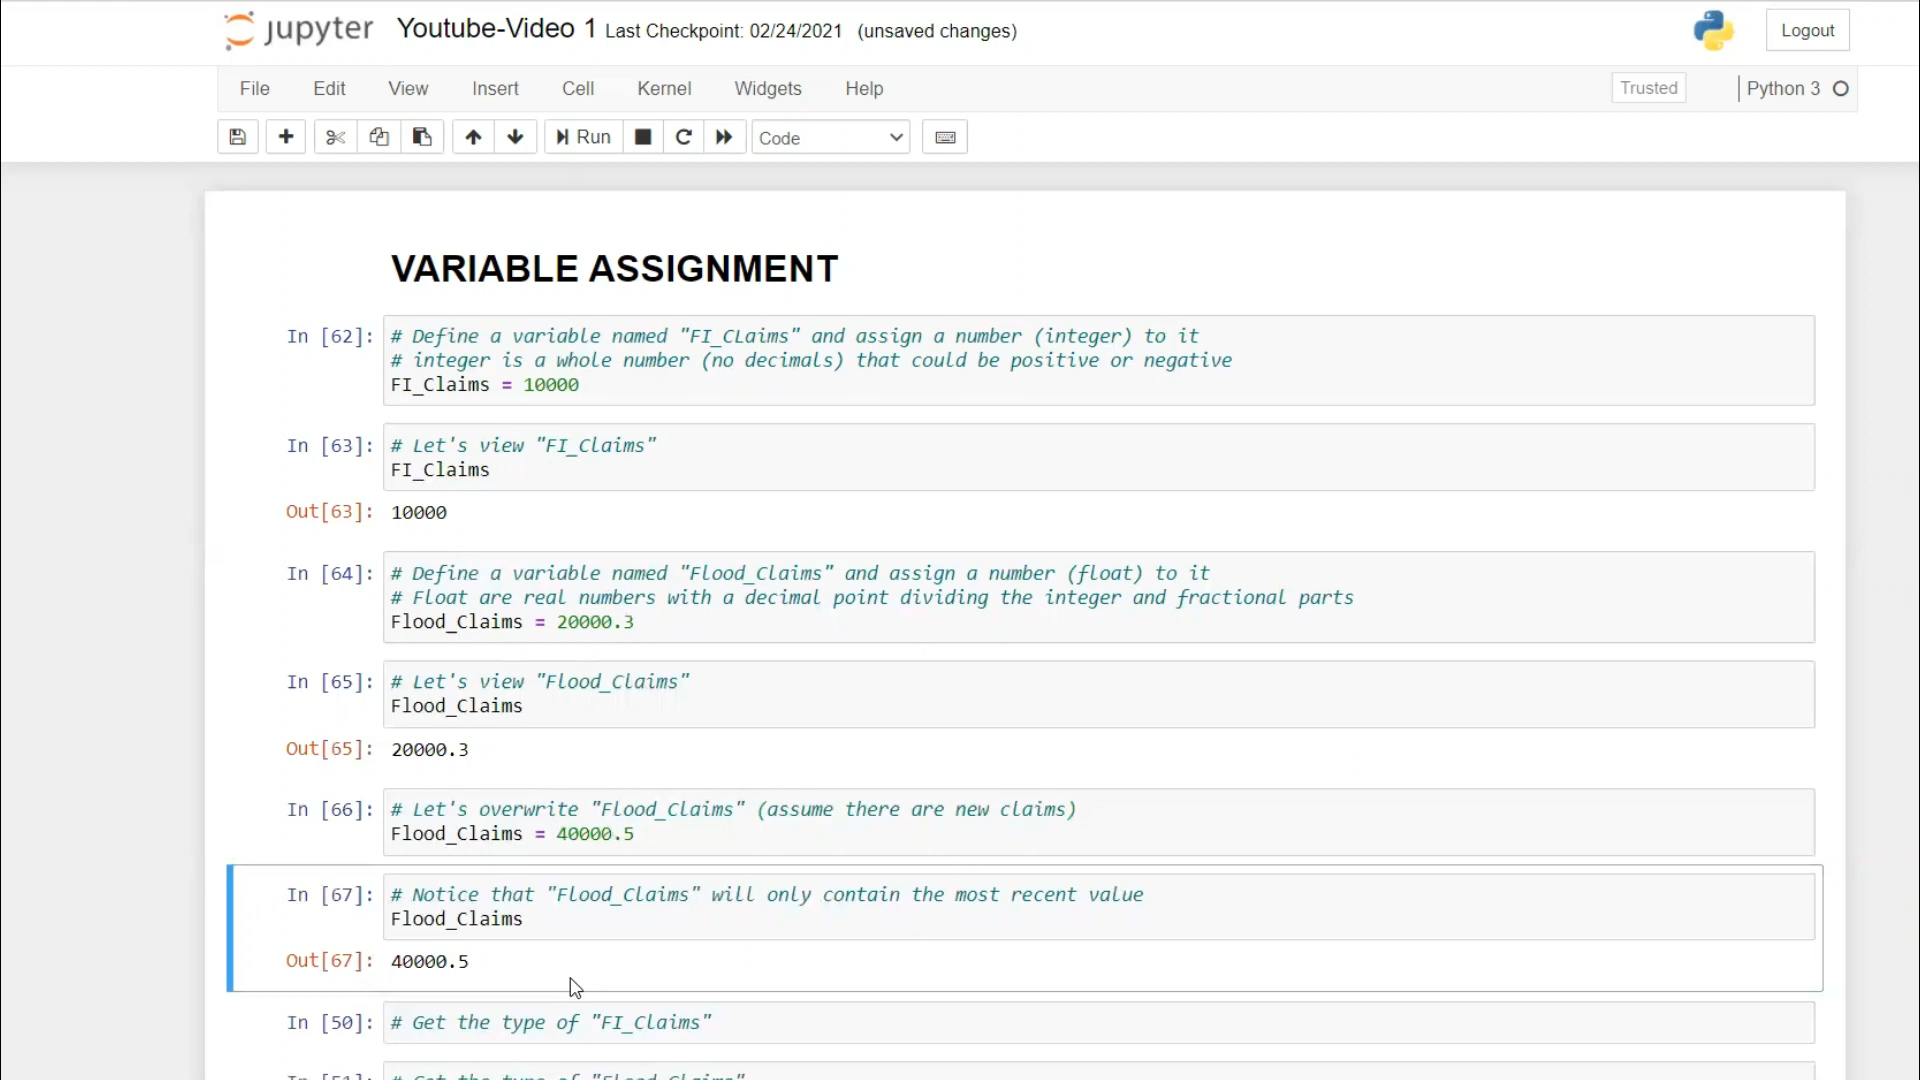 jupyter Youtube-Video 1 Last Checkpoint: 02/24/2021 (unsaved changes) Logout
File Edit View Insert Cell Kernel Widgets Help Trusted Python 3
Run Code
VARIABLE ASSIGNMENT
In [62]: # Define a variable named "FI_CLaims" and assign a number (integer) to it
# integer is a whole number (no decimals) that could be positive or negative
FI_Claims = 10000
In [63]: # Let's view "FI_Claims"
FI_Claims
Out[63]: 10000
In [64]: # Define a variable named "Flood_Claims" and assign a number (float) to it
# Float are real numbers with a decimal point dividing the integer and fractional parts
Flood_Claims = 20000.3
In [65]: # Let's view "Flood_Claims"
Flood_Claims
Out[65]: 20000.3
In [66]: # Let's overwrite "Flood_Claims" (assume there are new claims)
Flood_Claims = 40000.5
In [67]: # Notice that "Flood_Claims" will only contain the most recent value
Flood_Claims
Out[67]: 40000.5
In [50]: # Get the type of "FI_Claims"
In [51]: # Get the type of "Flood_Claims"